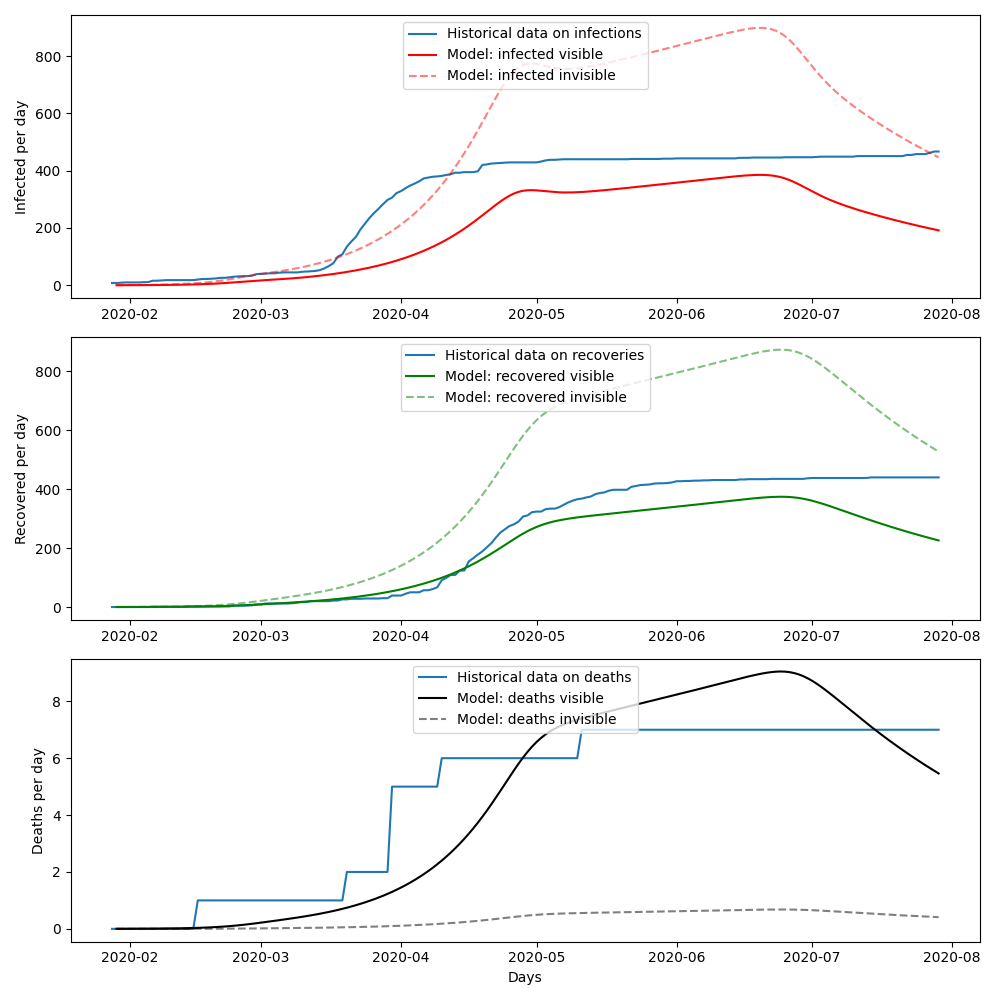 Historical data on infections
Model: infected visible
Model: infected invisible
Infected per day
800
600
400
200
0
2020-02 2020-03 2020-04 2020-05 2020-06 2020-07 2020-08
Historical data on recoveries
Model: recovered visible
Model: recovered invisible
Recovered per day
800
600
400
200
0
2020-02 2020-03 2020-04 2020-05 2020-06 2020-07 2020-08
Historical data on deaths
Model: deaths visible
Model: deaths invisible
Deaths per day
8
6
4
2
0
2020-02 2020-03 2020-04 2020-05 2020-06 2020-07 2020-08
Days